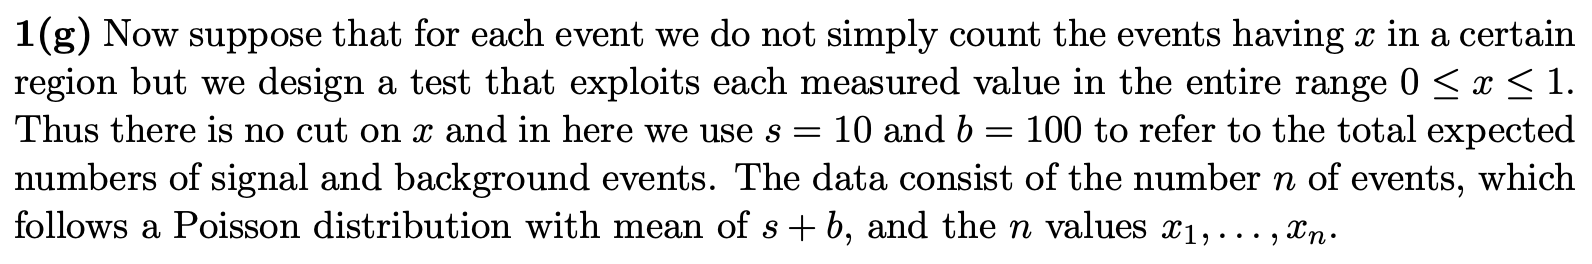 1(g) Now suppose that for each event we do not simply count the events having x in a certain
region but we design a test that exploits each measured value in the entire range 0 ≤ x ≤ 1.
Thus there is no cut on x and in here we use s = 10 and b = 100 to refer to the total expected
numbers of signal and background events. The data consist of the number n of events, which
follows a Poisson distribution with mean of s + b, and the n values x₁, . . . , xₙ.